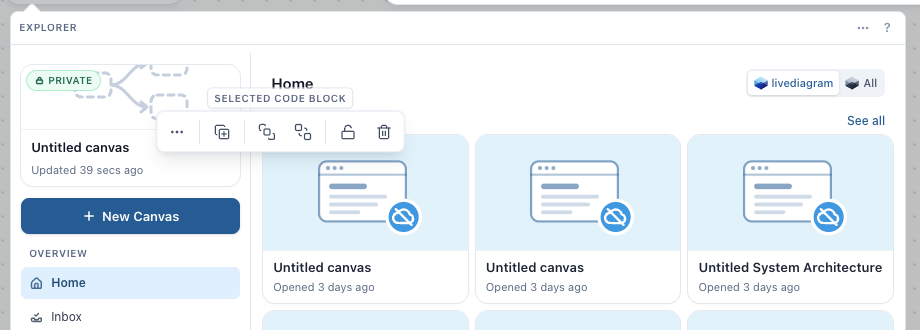 EXPLORER
?
PRIVATE
Home
livediagram
All
SELECTED CODE BLOCK
See all
Untitled canvas
Updated 39 secs ago
+ New Canvas
OVERVIEW
Home
Inbox
Untitled canvas
Opened 3 days ago
Untitled canvas
Opened 3 days ago
Untitled System Architecture
Opened 3 days ago